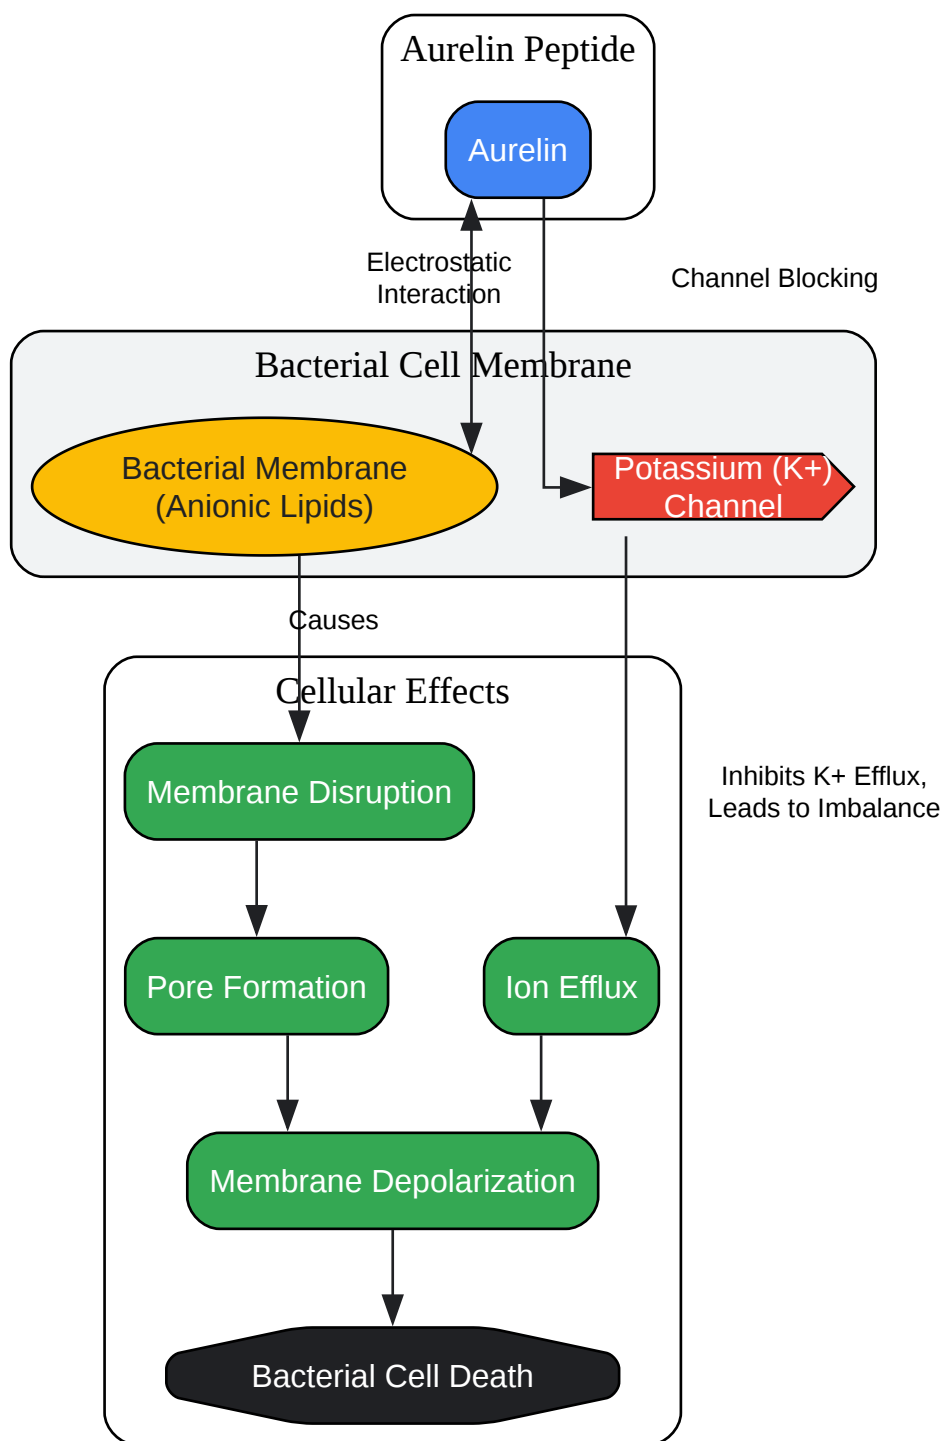 Aurelin Peptide
Aurelin
Electrostatic
Interaction
Channel Blocking
Bacterial Cell Membrane
Bacterial Membrane
(Anionic Lipids)
Potassium (K+)
Channel
Causes
Cellular Effects
Membrane Disruption
Inhibits K+ Efflux,
Leads to Imbalance
Pore Formation
Ion Efflux
Membrane Depolarization
Bacterial Cell Death